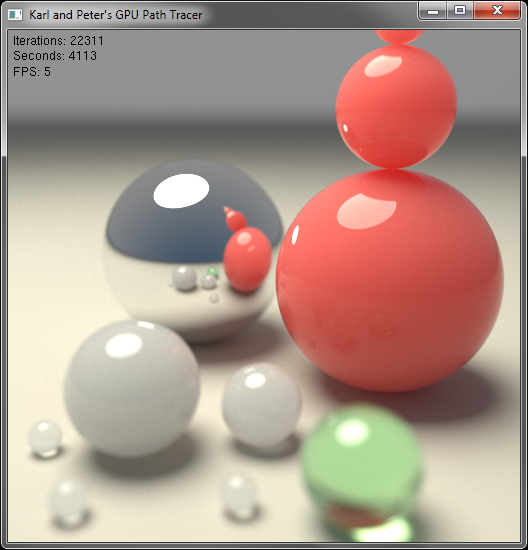 Karl and Peter's GPU Path Tracer
Iterations: 22311
Seconds: 4113
FPS: 5